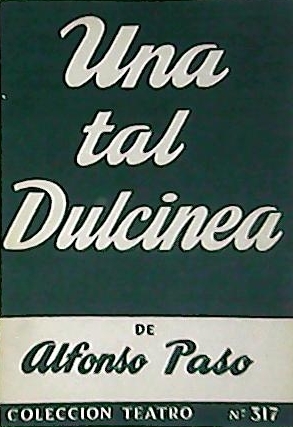 Una
tal
Dulcinea
DE
Alfonso Paso
COLECCION TEATRO Nº 317